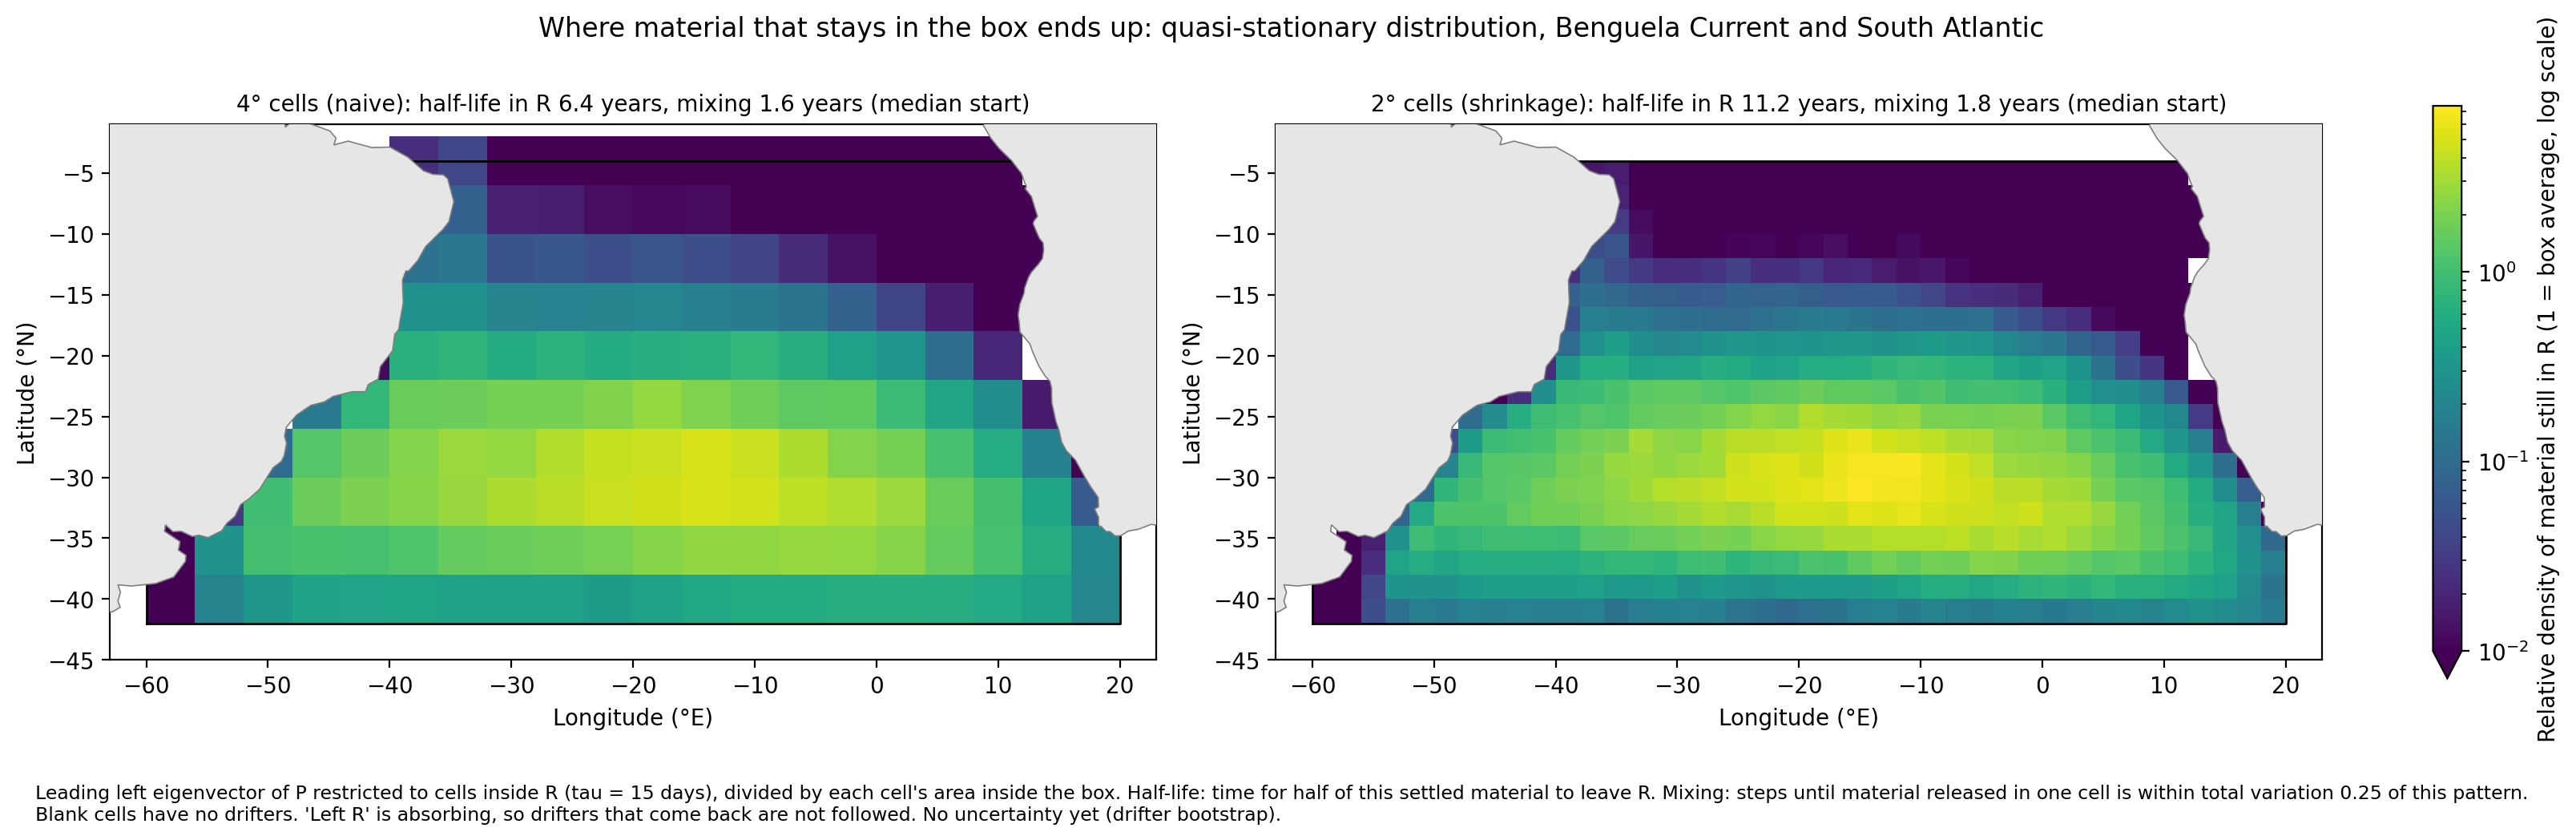 Where material that stays in the box ends up: quasi-stationary distribution, Benguela Current and South Atlantic
4° cells (naive): half-life in R 6.4 years, mixing 1.6 years (median start)
−5
−10
−15
−20
−25
−30
−35
−40
−45
Latitude (°N)
−60 −50 −40 −30 −20 −10 0 10 20
Longitude (°E)
2° cells (shrinkage): half-life in R 11.2 years, mixing 1.8 years (median start)
−5
−10
−15
−20
−25
−30
−35
−40
−45
Latitude (°N)
−60 −50 −40 −30 −20 −10 0 10 20
Longitude (°E)
10⁰
10⁻¹
10⁻²
Relative density of material still in R (1 = box average, log scale)
Leading left eigenvector of P restricted to cells inside R (tau = 15 days), divided by each cell's area inside the box. Half-life: time for half of this settled material to leave R. Mixing: steps until material released in one cell is within total variation 0.25 of this pattern.
Blank cells have no drifters. 'Left R' is absorbing, so drifters that come back are not followed. No uncertainty yet (drifter bootstrap).